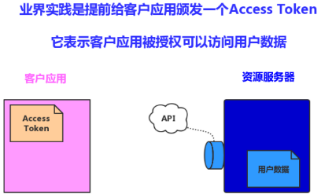 业界实践是提前给客户应用颁发一个Access Token
它表示客户应用被授权可以访问用户数据
客户应用
资源服务器
Access
Token
API
用户数据